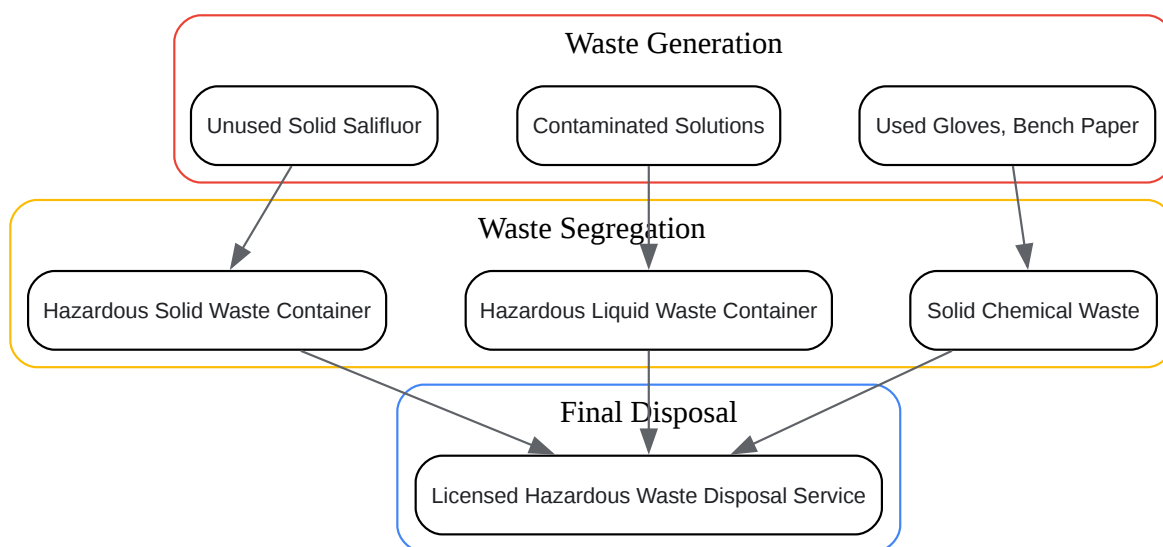 Waste Generation
Unused Solid Salifluor
Contaminated Solutions
Used Gloves, Bench Paper
Waste Segregation
Hazardous Solid Waste Container
Hazardous Liquid Waste Container
Solid Chemical Waste
Final Disposal
Licensed Hazardous Waste Disposal Service